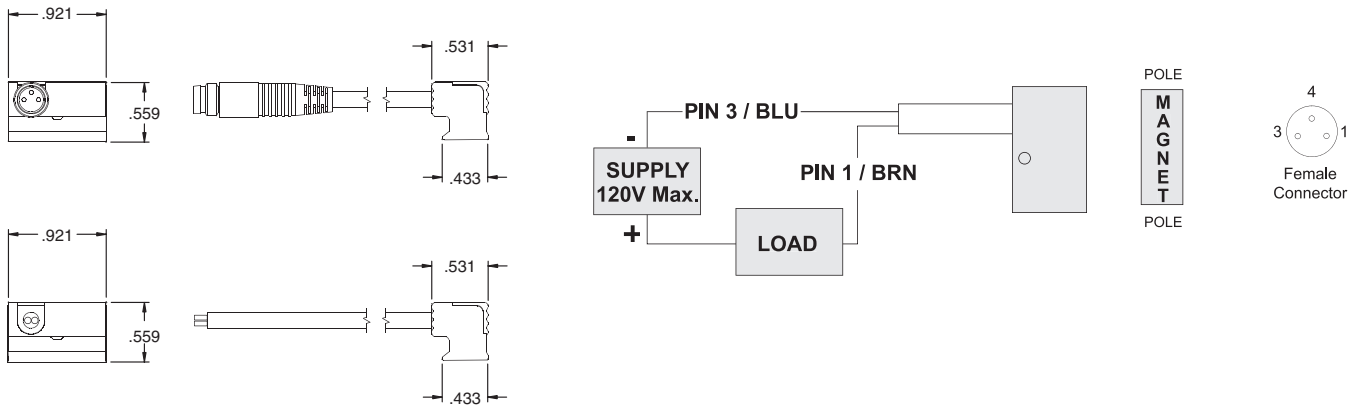 .921
.559
.531
.433
.921
.559
.531
.433
PIN 3 / BLU
-
SUPPLY
120V Max.
+
PIN 1 / BRN
LOAD
POLE
M
A
G
N
E
T
POLE
4
3
1
Female
Connector